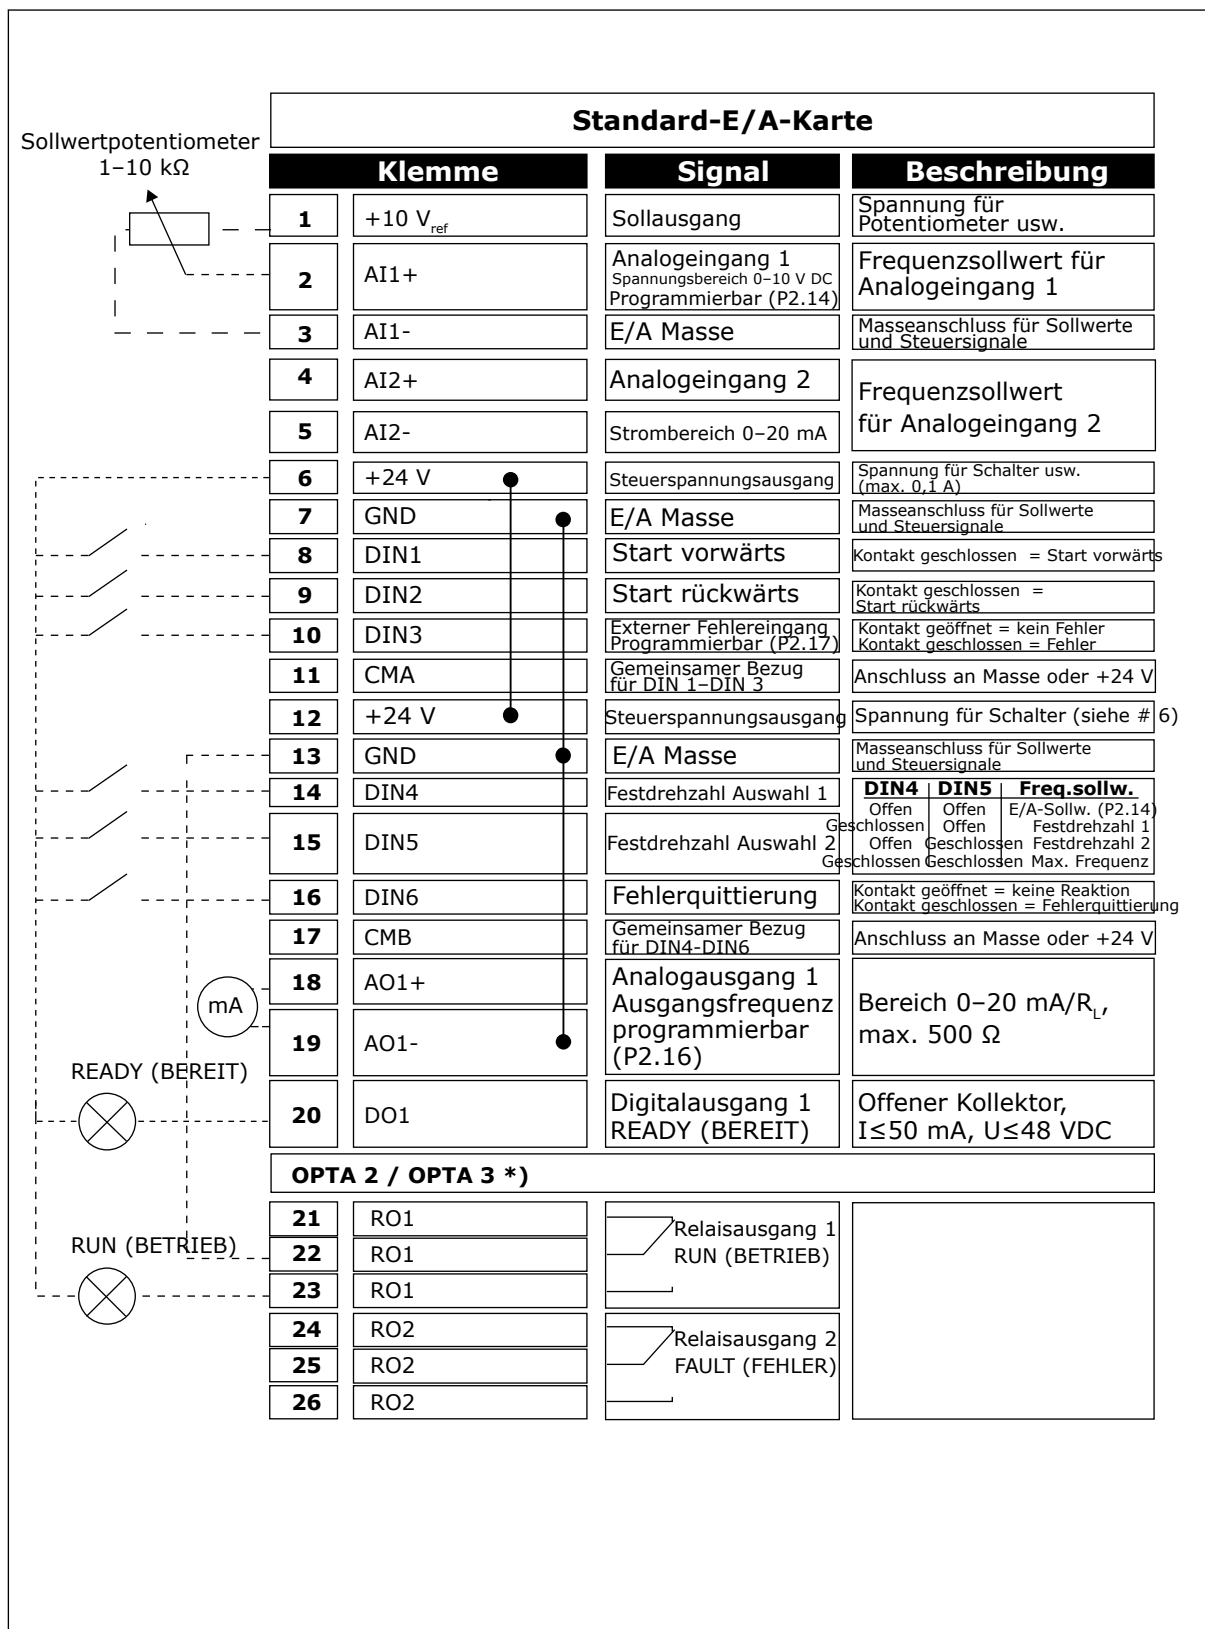 Standard-E/A-Karte
Sollwertpotentiometer
1–10 kΩ
Klemme Signal Beschreibung
1 +10 Vref Sollausgang Spannung für
Potentiometer usw.
2 AI1+ Analogeingang 1
Spannungsbereich 0–10 V DC
Programmierbar (P2.14)
Frequenzsollwert für
Analogeingang 1
3 AI1- E/A Masse Masseanschluss für Sollwerte
und Steuersignale
4 AI2+ Analogeingang 2
Frequenzsollwert
für Analogeingang 2
5 AI2- Strombereich 0–20 mA
6 +24 V Steuerspannungsausgang Spannung für Schalter usw.
(max. 0,1 A)
7 GND E/A Masse Masseanschluss für Sollwerte
und Steuersignale
8 DIN1 Start vorwärts Kontakt geschlossen = Start vorwärts
9 DIN2 Start rückwärts Kontakt geschlossen =
Start rückwärts
10 DIN3 Externer Fehlereingang
Programmierbar (P2.17)
Kontakt geöffnet = kein Fehler
Kontakt geschlossen = Fehler
11 CMA Gemeinsamer Bezug
für DIN 1–DIN 3
Anschluss an Masse oder +24 V
12 +24 V Steuerspannungsausgang Spannung für Schalter (siehe # 6)
13 GND E/A Masse Masseanschluss für Sollwerte
und Steuersignale
14 DIN4 Festdrehzahl Auswahl 1
DIN4 DIN5 Freq.sollw.
Offen Offen E/A-Sollw. (P2.14)
Geschlossen Offen Festdrehzahl 1
Offen Geschlossen Festdrehzahl 2
Geschlossen Geschlossen Max. Frequenz
15 DIN5 Festdrehzahl Auswahl 2
16 DIN6 Fehlerquittierung Kontakt geöffnet = keine Reaktion
Kontakt geschlossen = Fehlerquittierung
17 CMB Gemeinsamer Bezug
für DIN4-DIN6
Anschluss an Masse oder +24 V
mA
18 AO1+ Analogausgang 1
Ausgangsfrequenz
programmierbar
(P2.16)
Bereich 0–20 mA/RL,
max. 500 Ω
19 AO1-
READY (BEREIT)
20 DO1 Digitalausgang 1
READY (BEREIT)
Offener Kollektor,
I≤50 mA, U≤48 VDC
OPTA 2 / OPTA 3 *)
21 RO1 Relaisausgang 1
RUN (BETRIEB)
RUN (BETRIEB)
22 RO1
23 RO1
24 RO2 Relaisausgang 2
FAULT (FEHLER)
25 RO2
26 RO2